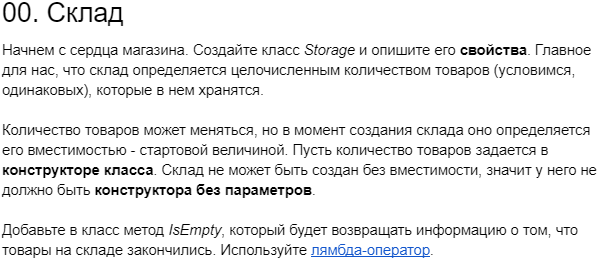 00. Склад
Начнем с сердца магазина. Создайте класс Storage и опишите его свойства. Главное
для нас, что склад определяется целочисленным количеством товаров (условимся,
одинаковых), которые в нем хранятся.
Количество товаров может меняться, но в момент создания склада оно определяется
его вместимостью - стартовой величиной. Пусть количество товаров задается в
конструкторе класса. Склад не может быть создан без вместимости, значит у него не
должно быть конструктора без параметров.
Добавьте в класс метод IsEmpty, который будет возвращать информацию о том, что
товары на складе закончились. Используйте лямбда-оператор.